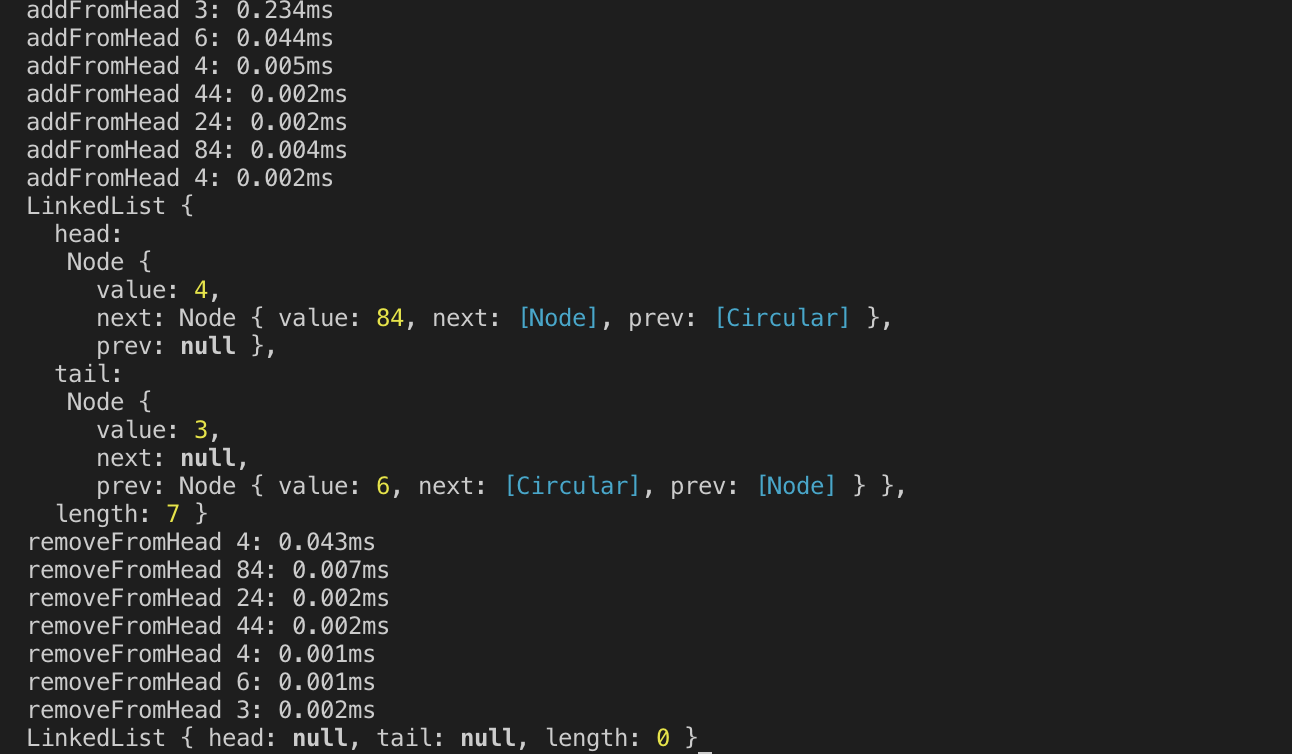 addFromHead 3: 0.234ms
addFromHead 6: 0.044ms
addFromHead 4: 0.005ms
addFromHead 44: 0.002ms
addFromHead 24: 0.002ms
addFromHead 84: 0.004ms
addFromHead 4: 0.002ms
LinkedList {
  head:
   Node {
     value: 4,
     next: Node { value: 84, next: [Node], prev: [Circular] },
     prev: null },
  tail:
   Node {
     value: 3,
     next: null,
     prev: Node { value: 6, next: [Circular], prev: [Node] } },
  length: 7 }
removeFromHead 4: 0.043ms
removeFromHead 84: 0.007ms
removeFromHead 24: 0.002ms
removeFromHead 44: 0.002ms
removeFromHead 4: 0.001ms
removeFromHead 6: 0.001ms
removeFromHead 3: 0.002ms
LinkedList { head: null, tail: null, length: 0 }